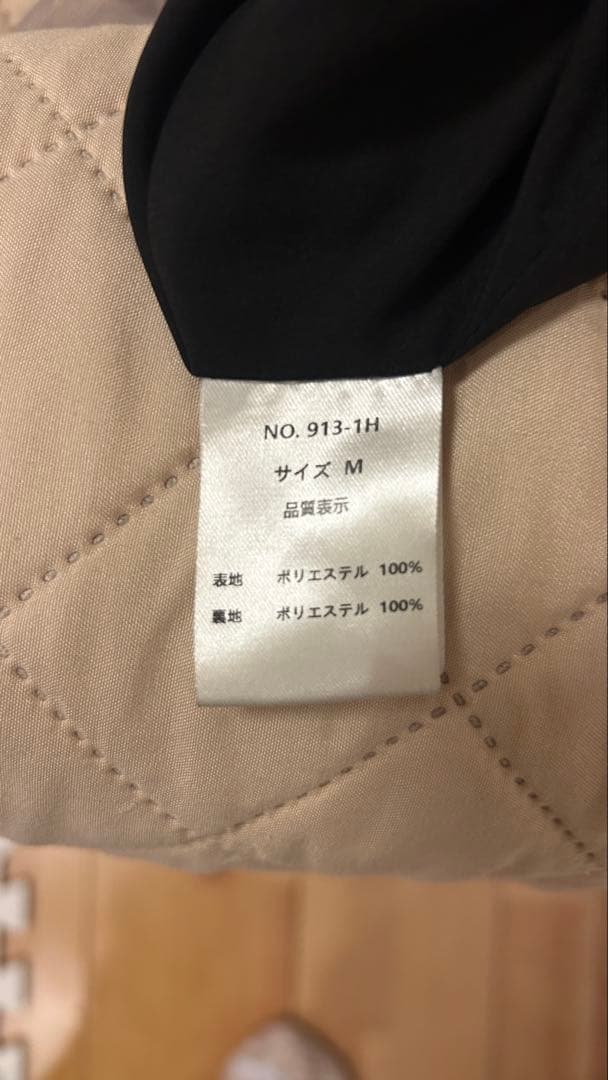 NO. 913-1H
サイズ M
品質表示
表地 ポリエステル 100%
裏地 ポリエステル 100%